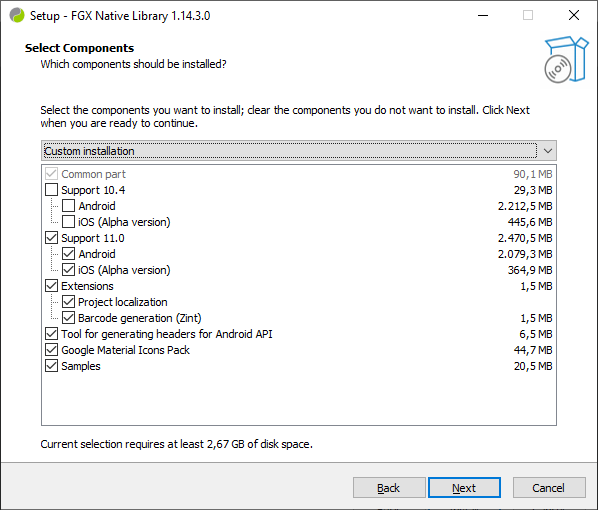 Setup - FGX Native Library 1.14.3.0
Select Components
Which components should be installed?
Select the components you want to install; clear the components you do not want to install. Click Next
when you are ready to continue.
Custom installation
Common part 90,1 MB
Support 10.4 29,3 MB
Android 2.212,5 MB
iOS (Alpha version) 445,6 MB
Support 11.0 2.470,5 MB
Android 2.079,3 MB
iOS (Alpha version) 364,9 MB
Extensions 1,5 MB
Project localization
Barcode generation (Zint) 1,5 MB
Tool for generating headers for Android API 6,5 MB
Google Material Icons Pack 44,7 MB
Samples 20,5 MB
Current selection requires at least 2,67 GB of disk space.
Back Next Cancel